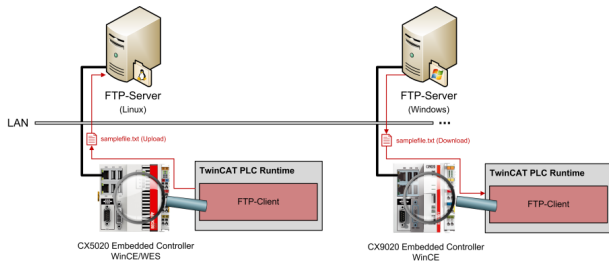 FTP-Server
(Linux)
FTP-Server
(Windows)
LAN
...
samplefile.txt (Upload)
samplefile.txt (Download)
TwinCAT PLC Runtime
FTP-Client
TwinCAT PLC Runtime
FTP-Client
CX5020 Embedded Controller
WinCE/WES
CX9020 Embedded Controller
WinCE